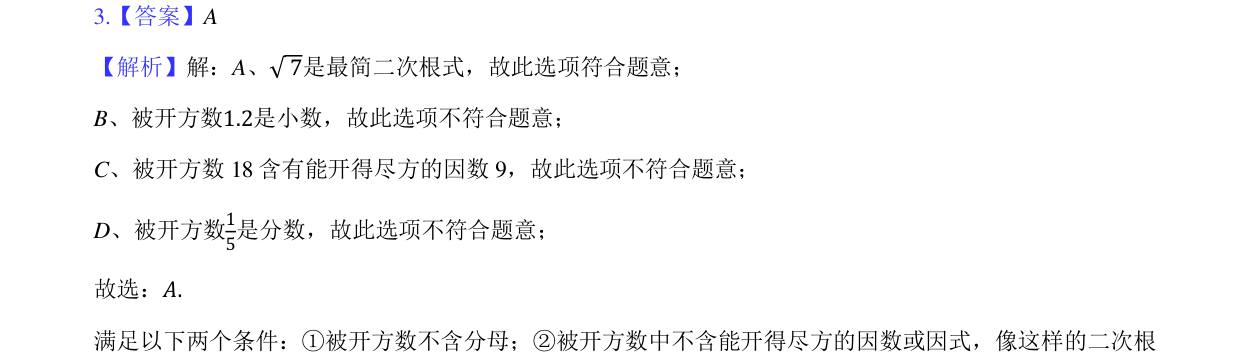 3.【答案】A
【解析】解：A、√7是最简二次根式，故此选项符合题意；
B、被开方数1.2是小数，故此选项不符合题意；
C、被开方数 18 含有能开得尽方的因数 9，故此选项不符合题意；
D、被开方数1/5是分数，故此选项不符合题意；
故选：A.
满足以下两个条件：①被开方数不含分母；②被开方数中不含能开得尽方的因数或因式，像这样的二次根